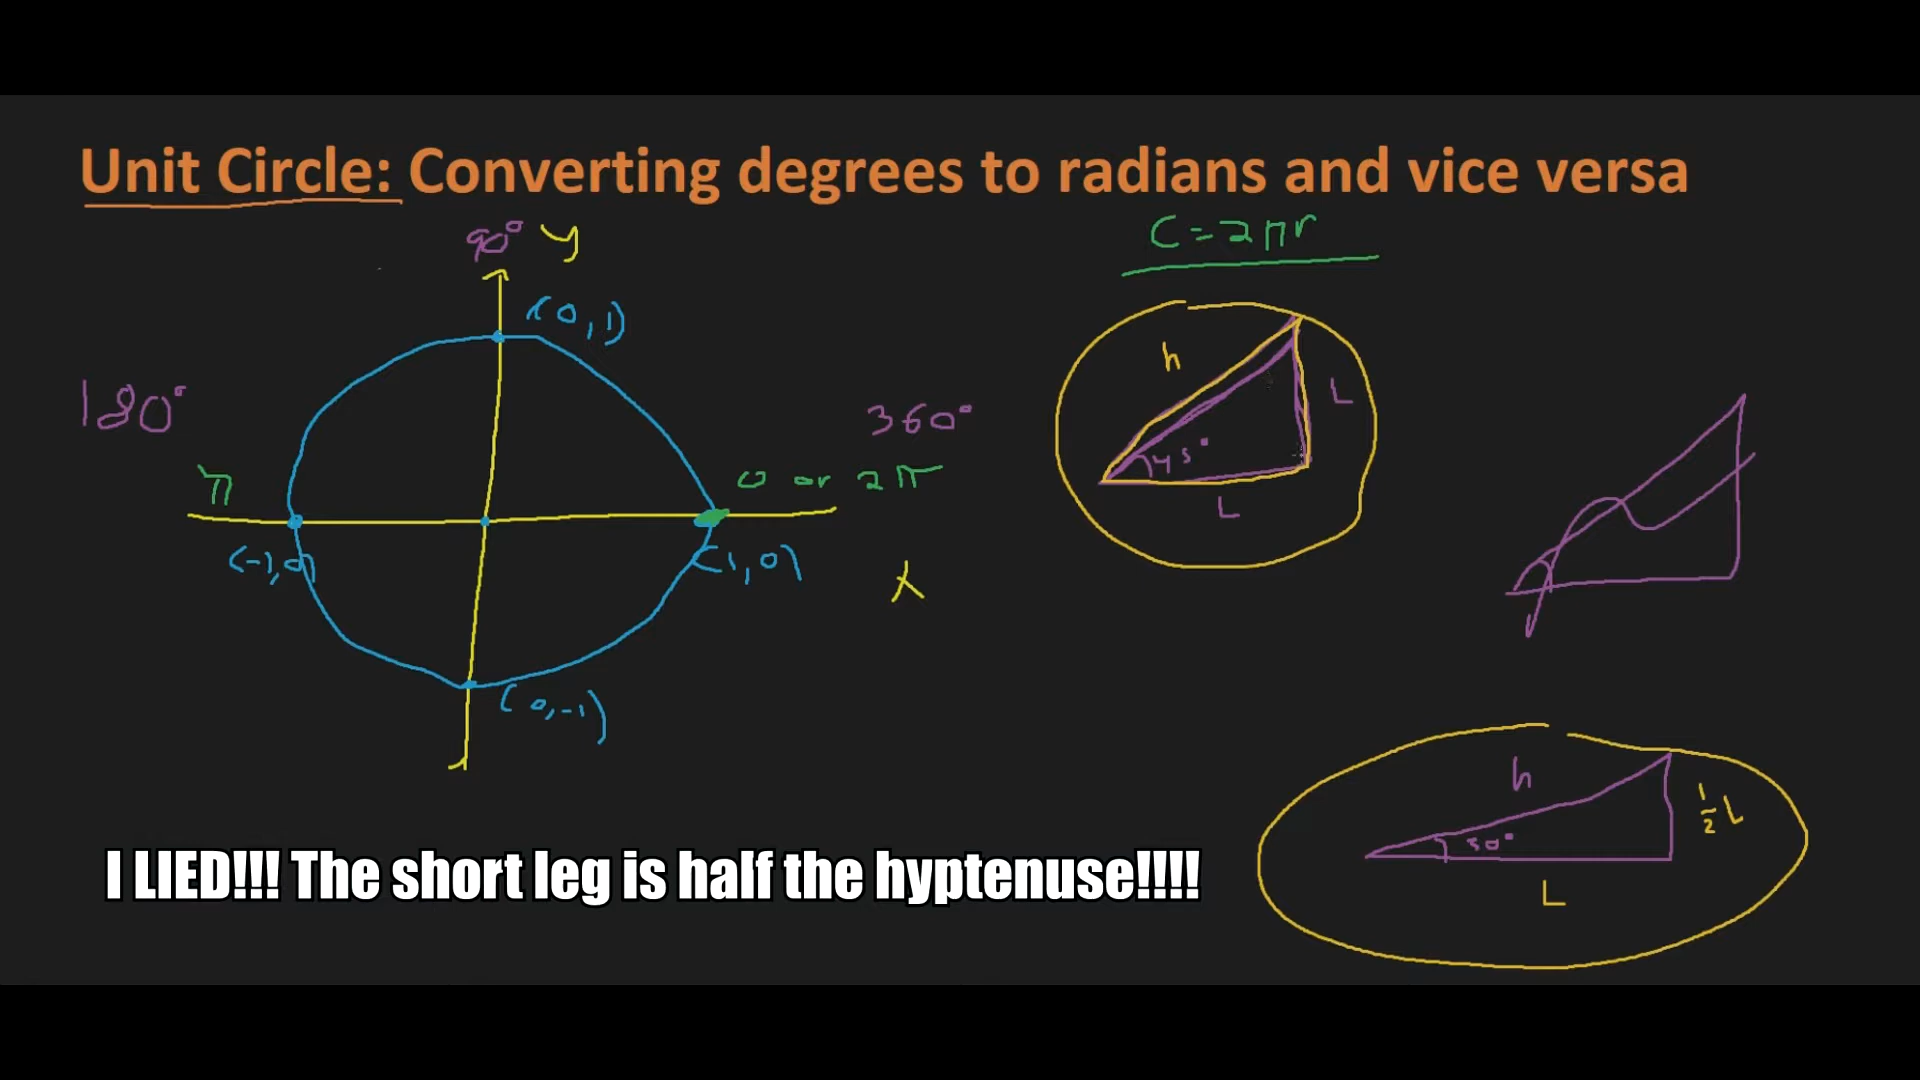 Unit Circle: Converting degrees to radians and vice versa
C = 2πr
90° y
(0,1)
h
L
180°
360°
45°
π
0 or 2π
L
(-1,0)
(1,0)
x
(0,-1)
h
1/2 L
30°
I LIED!!! The short leg is half the hyptenuse!!!!
L